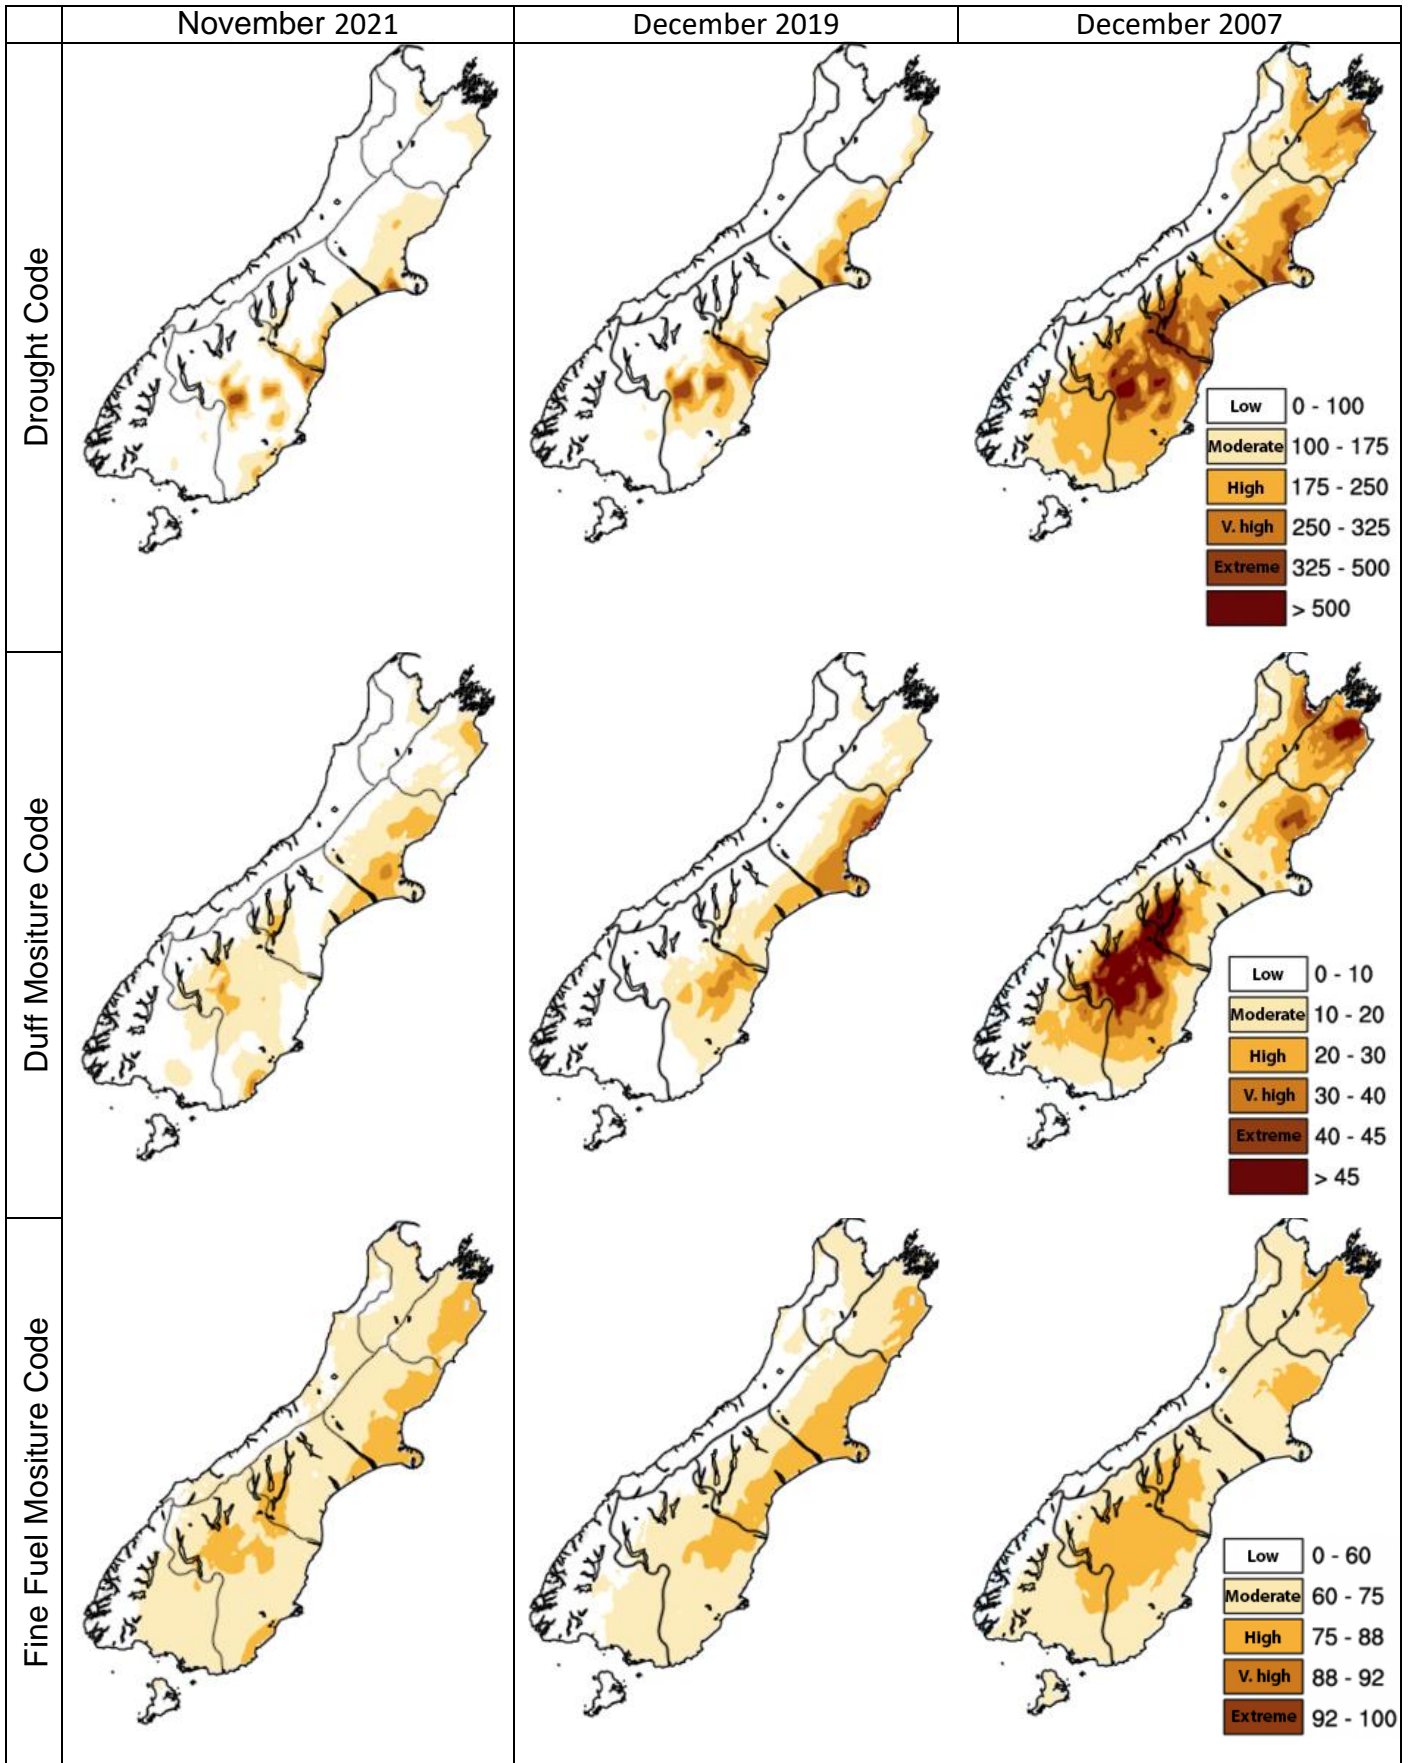 November 2021
December 2019
December 2007
Drought Code
Low 0 - 100
Moderate 100 - 175
High 175 - 250
V. high 250 - 325
Extreme 325 - 500
> 500
Duff Mositure Code
Low 0 - 10
Moderate 10 - 20
High 20 - 30
V. high 30 - 40
Extreme 40 - 45
> 45
Fine Fuel Mositure Code
Low 0 - 60
Moderate 60 - 75
High 75 - 88
V. high 88 - 92
Extreme 92 - 100